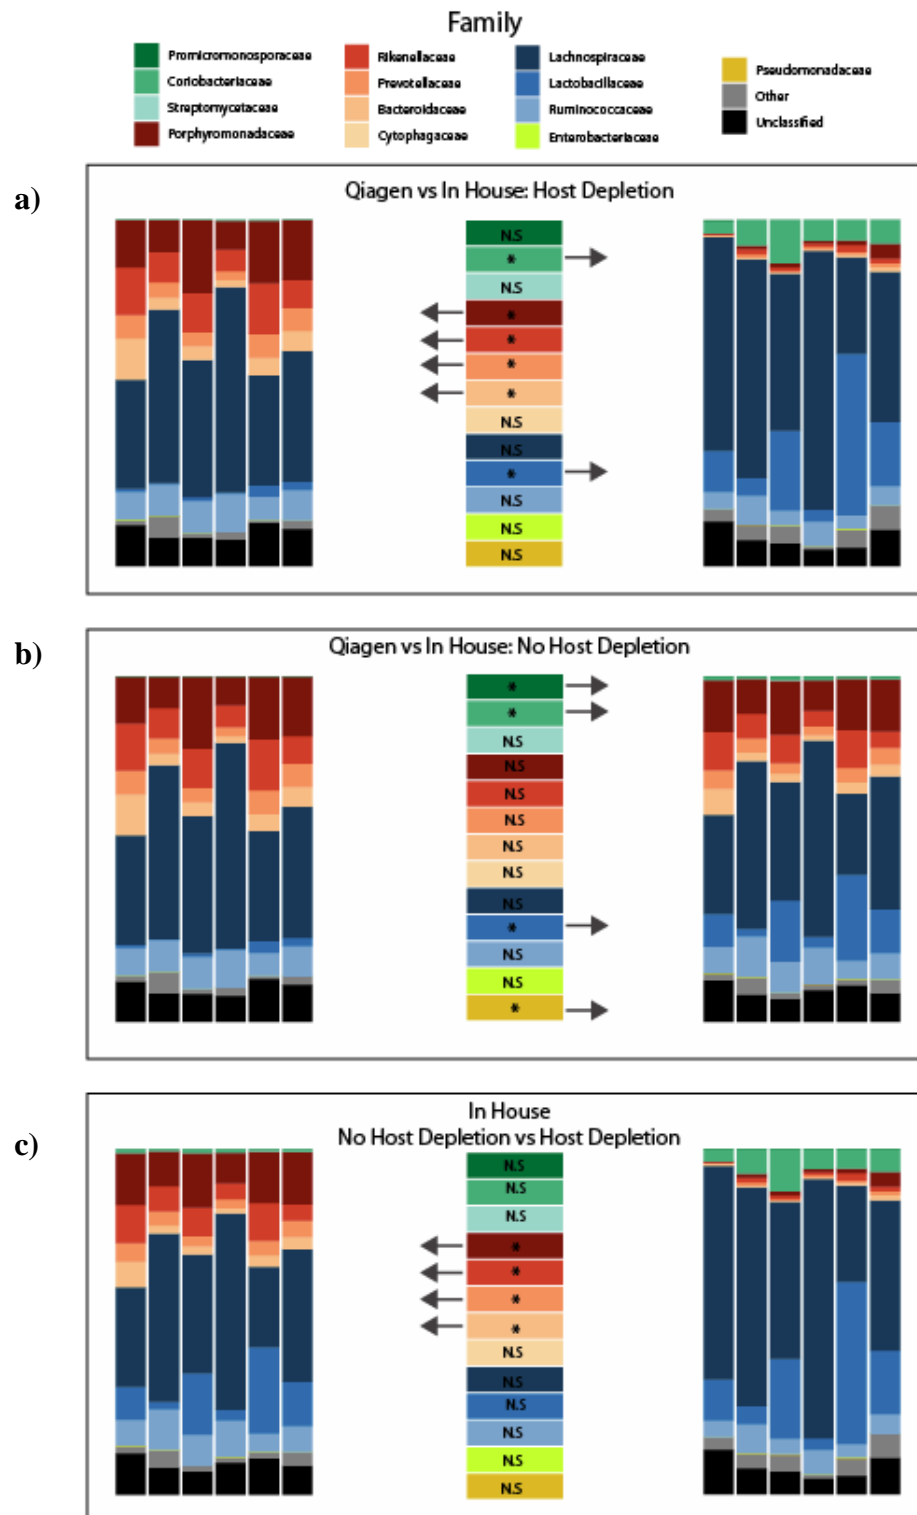 Family
Promicromonosporaceae
Coriobacteriaceae
Streptomycetaceae
Porphyromonadaceae
Rikenellaceae
Prevotellaceae
Bacteroidaceae
Cytophagaceae
Lachnospiraceae
Lactobacillaceae
Ruminococcaceae
Enterobacteriaceae
Pseudomonadaceae
Other
Unclassified
a)
Qiagen vs In House: Host Depletion
N.S
*
N.S
*
*
*
*
N.S
N.S
*
N.S
N.S
N.S
b)
Qiagen vs In House: No Host Depletion
*
*
N.S
N.S
N.S
N.S
N.S
N.S
N.S
*
N.S
N.S
*
c)
In House
No Host Depletion vs Host Depletion
N.S
N.S
N.S
*
*
*
*
N.S
N.S
N.S
N.S
N.S
N.S